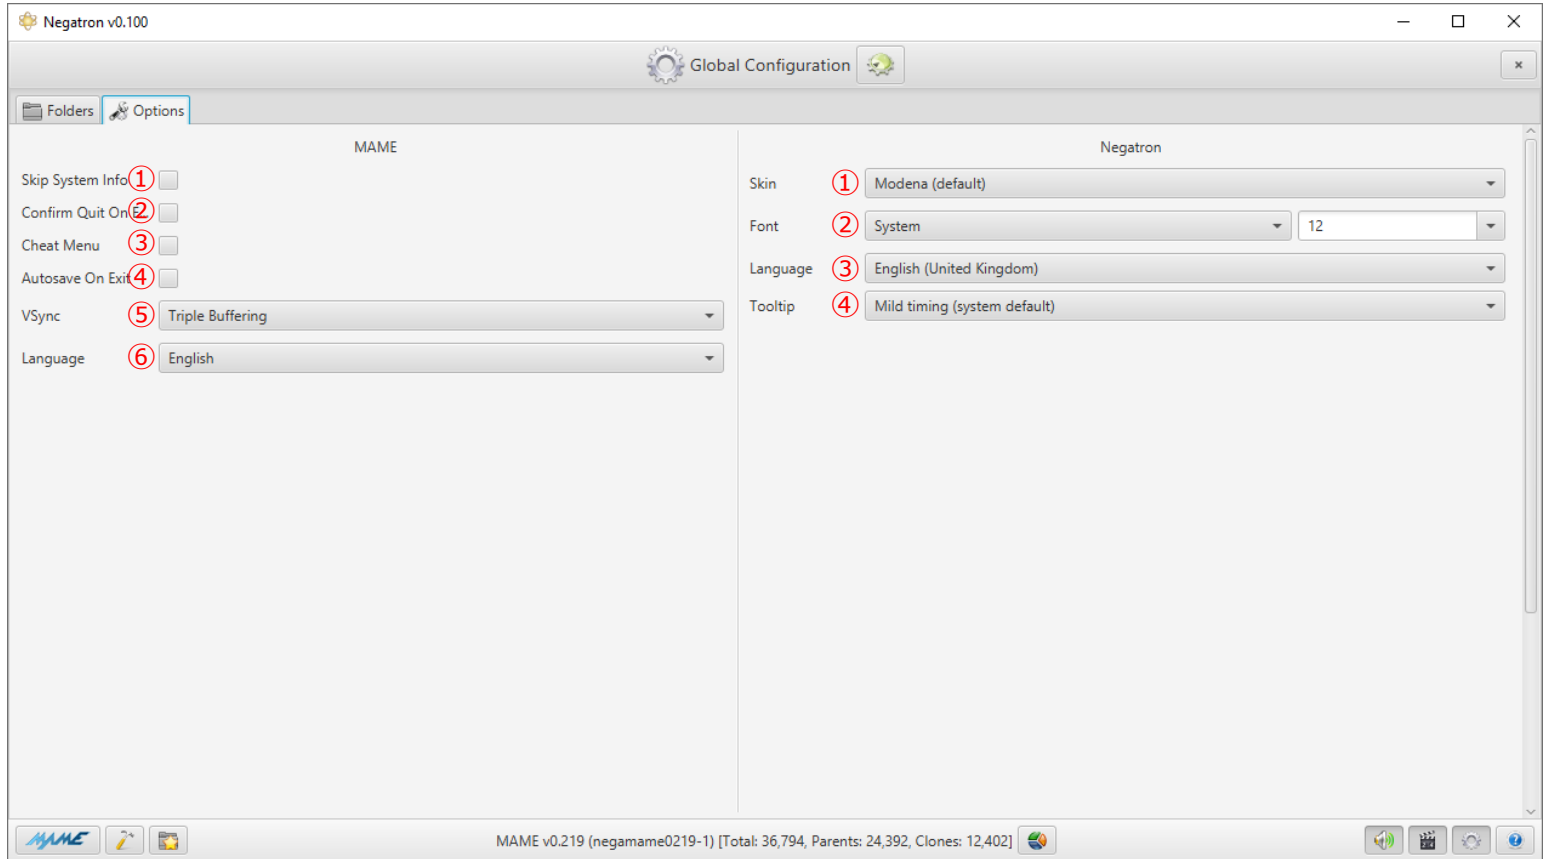 Negatron v0.100
Global Configuration
Folders
Options
MAME
Skip System Info ①
Confirm Quit On E... ②
Cheat Menu ③
Autosave On Exit ④
VSync ⑤ Triple Buffering
Language ⑥ English
Negatron
Skin ① Modena (default)
Font ② System 12
Language ③ English (United Kingdom)
Tooltip ④ Mild timing (system default)
MAME
MAME v0.219 (negamame0219-1) [Total: 36,794, Parents: 24,392, Clones: 12,402]